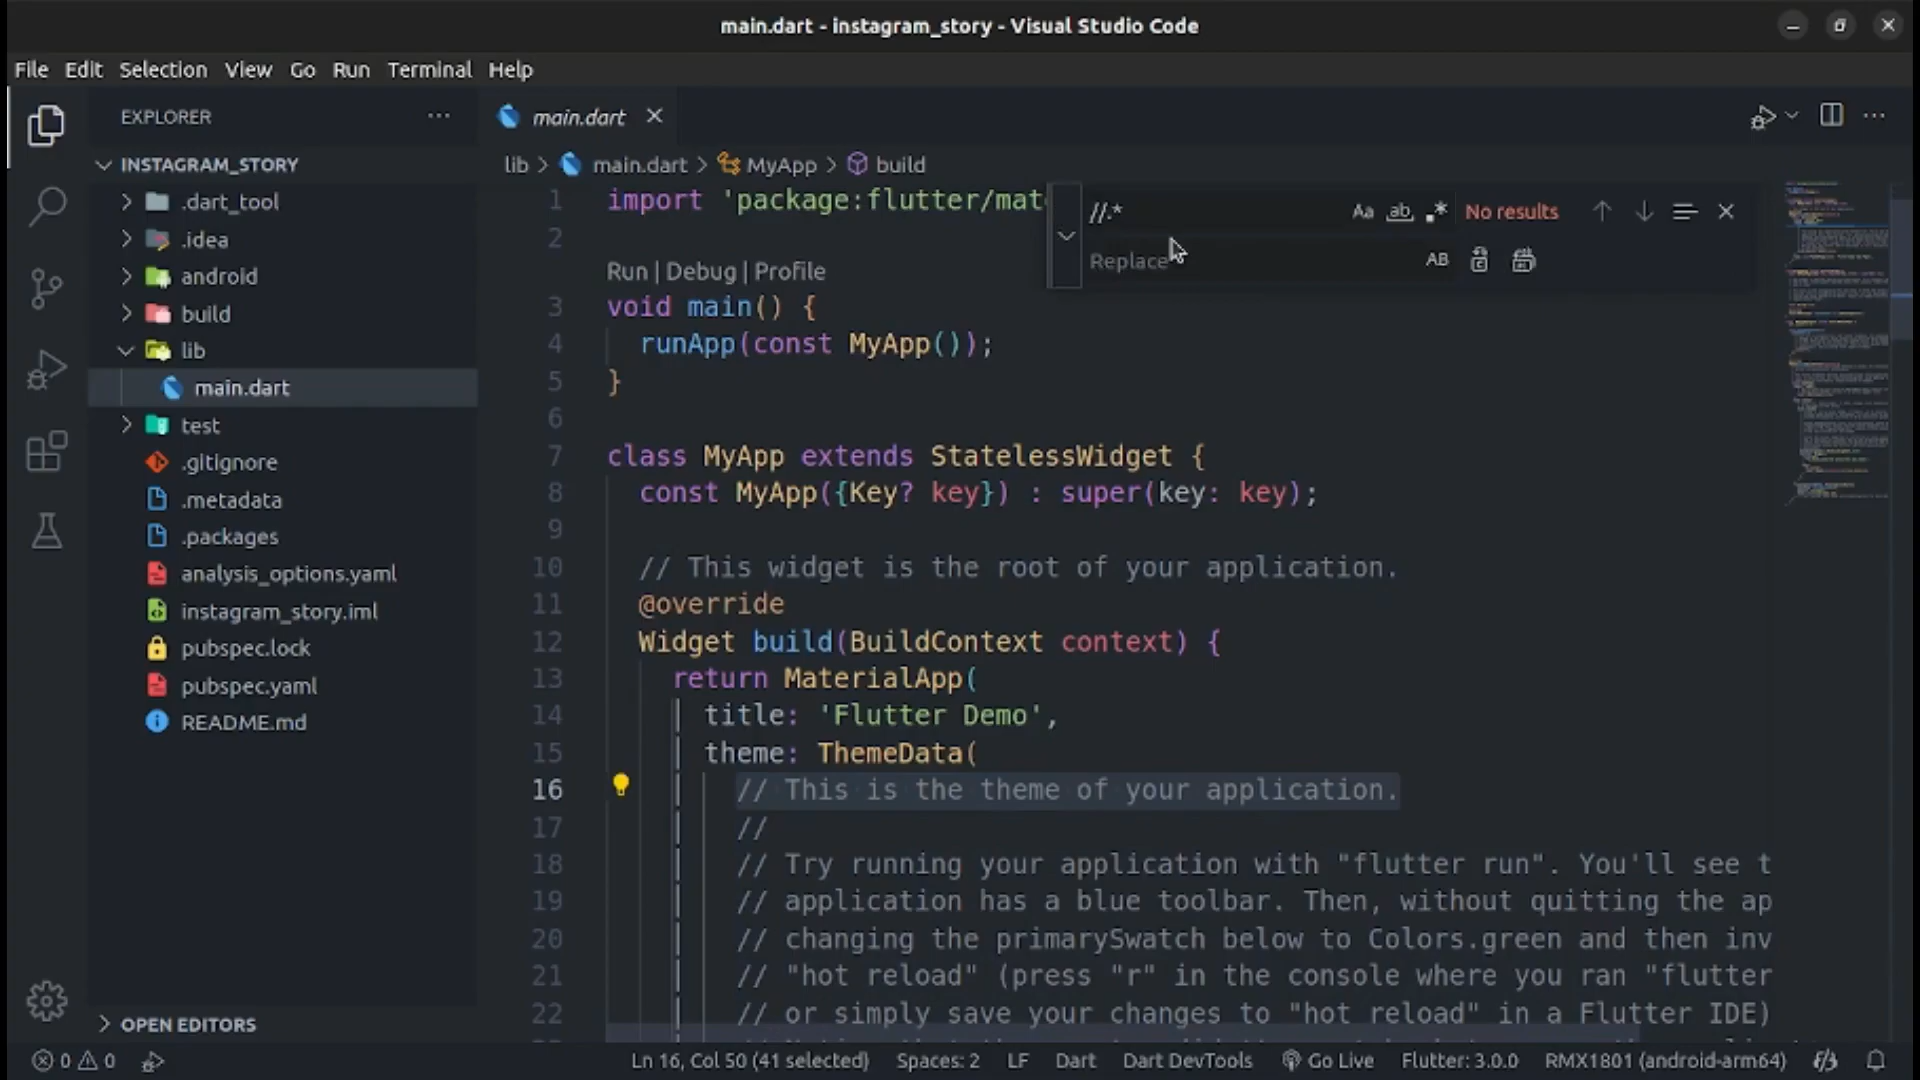 main.dart - instagram_story - Visual Studio Code
File Edit Selection View Go Run Terminal Help
EXPLORER
main.dart
INSTAGRAM_STORY
.dart_tool
.idea
android
build
lib
main.dart
test
.gitignore
.metadata
.packages
analysis_options.yaml
instagram_story.iml
pubspec.lock
pubspec.yaml
README.md
OPEN EDITORS
lib > main.dart > MyApp > build
//.* Aa ab .* No results
Replace AB
1 import 'package:flutter/mat
2
Run | Debug | Profile
3 void main() {
4 runApp(const MyApp());
5 }
6
7 class MyApp extends StatelessWidget {
8 const MyApp({Key? key}) : super(key: key);
9
10 // This widget is the root of your application.
11 @override
12 Widget build(BuildContext context) {
13 return MaterialApp(
14 title: 'Flutter Demo',
15 theme: ThemeData(
16 // This is the theme of your application.
17 //
18 // Try running your application with "flutter run". You'll see t
19 // application has a blue toolbar. Then, without quitting the ap
20 // changing the primarySwatch below to Colors.green and then inv
21 // "hot reload" (press "r" in the console where you ran "flutter
22 // or simply save your changes to "hot reload" in a Flutter IDE)
0 0 Ln 16, Col 50 (41 selected) Spaces: 2 LF Dart Dart DevTools Go Live Flutter: 3.0.0 RMX1801 (android-arm64)